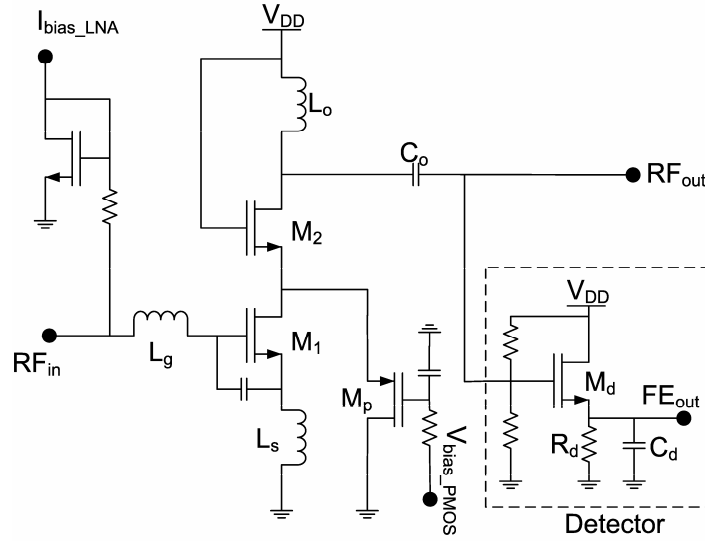 I_bias_LNA
V_DD
L_o
C_o
RF_out
M_2
V_DD
M_1
RF_in
L_g
M_p
M_d
FE_out
L_s
V_bias_PMOS
R_d
C_d
Detector